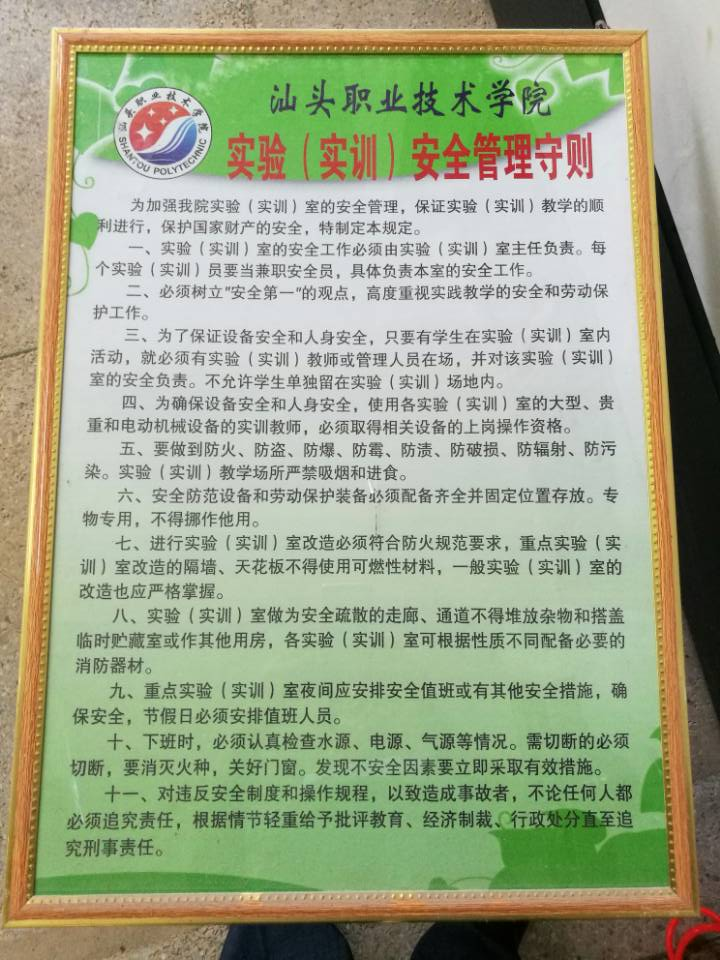 汕头职业技术学院
SHANTOU POLYTECHNIC
汕头职业技术学院
实验（实训）安全管理守则
为加强我院实验（实训）室的安全管理，保证实验（实训）教学的顺
利进行，保护国家财产的安全，特制定本规定。
一、实验（实训）室的安全工作必须由实验（实训）室主任负责。每
个实验（实训）员要当兼职安全员，具体负责本室的安全工作。
二、必须树立"安全第一"的观点，高度重视实践教学的安全和劳动保
护工作。
三、为了保证设备安全和人身安全，只要有学生在实验（实训）室内
活动，就必须有实验（实训）教师或管理人员在场，并对该实验（实训）
室的安全负责。不允许学生单独留在实验（实训）场地内。
四、为确保设备安全和人身安全，使用各实验（实训）室的大型、贵
重和电动机械设备的实训教师，必须取得相关设备的上岗操作资格。
五、要做到防火、防盗、防爆、防霉、防渍、防破损、防辐射、防污
染。实验（实训）教学场所严禁吸烟和进食。
六、安全防范设备和劳动保护装备必须配备齐全并固定位置存放。专
物专用，不得挪作他用。
七、进行实验（实训）室改造必须符合防火规范要求，重点实验（实
训）室改造的隔墙、天花板不得使用可燃性材料，一般实验（实训）室的
改造也应严格掌握。
八、实验（实训）室做为安全疏散的走廊、通道不得堆放杂物和搭盖
临时贮藏室或作其他用房，各实验（实训）室可根据性质不同配备必要的
消防器材。
九、重点实验（实训）室夜间应安排安全值班或有其他安全措施，确
保安全，节假日必须安排值班人员。
十、下班时，必须认真检查水源、电源、气源等情况。需切断的必须
切断，要消灭火种，关好门窗。发现不安全因素要立即采取有效措施。
十一、对违反安全制度和操作规程，以致造成事故者，不论任何人都
必须追究责任，根据情节轻重给予批评教育、经济制裁、行政处分直至追
究刑事责任。